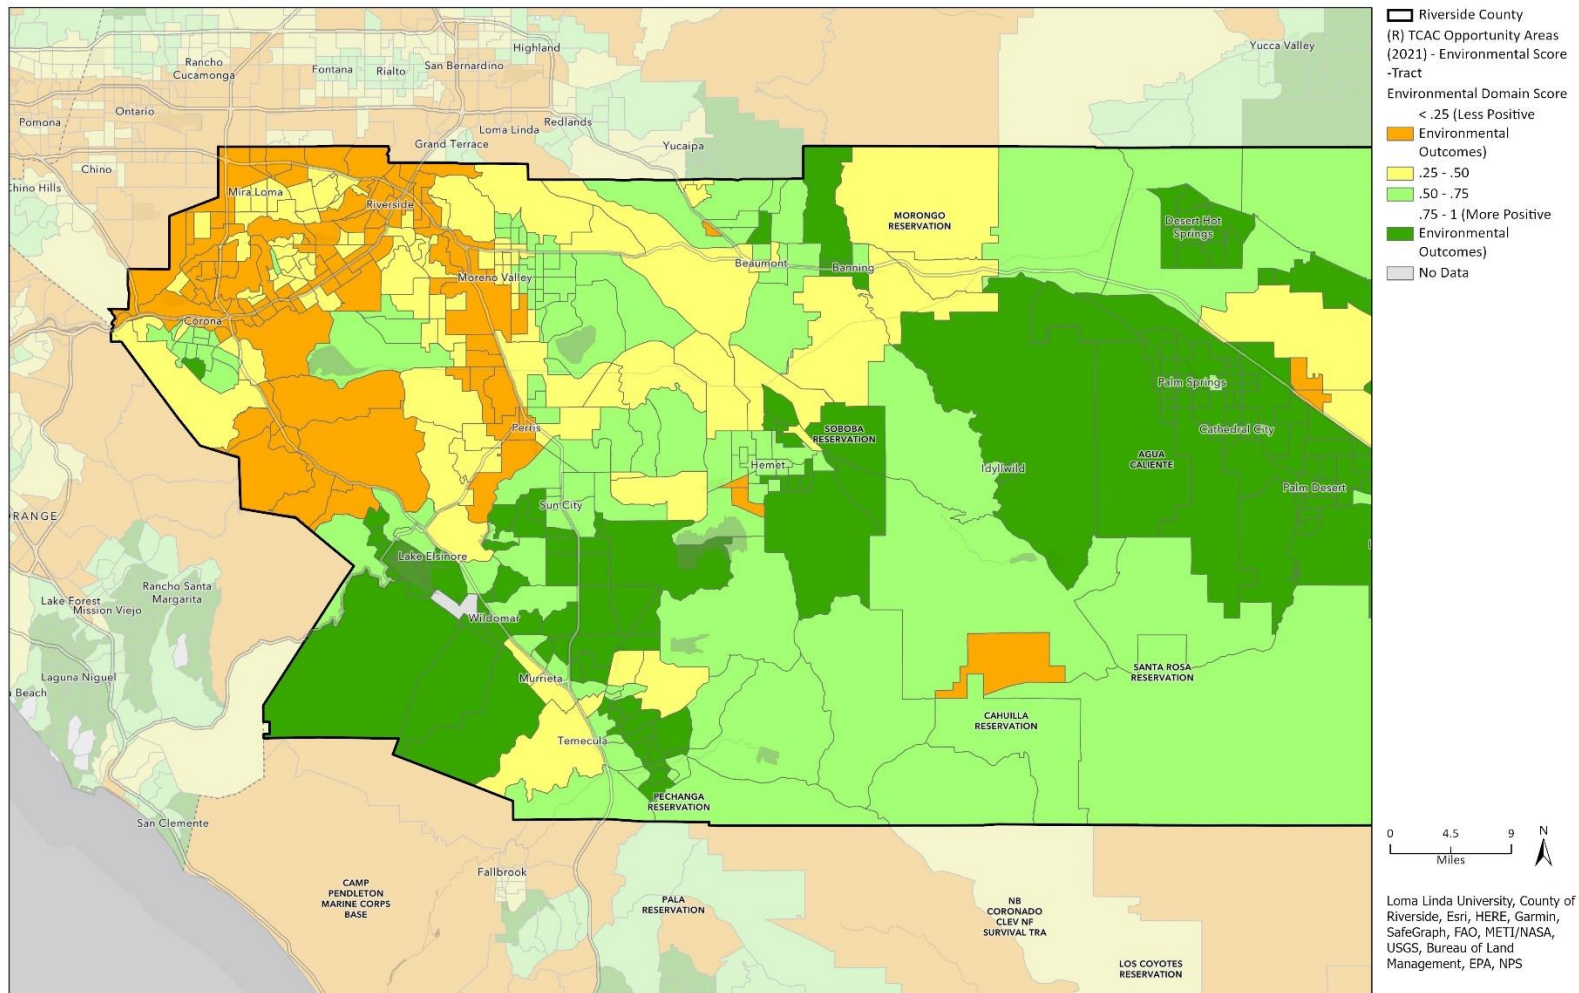 Rancho
Cucamonga
Fontana
Rialto
San Bernardino
Highland
Yucca Valley
Ontario
Pomona
Loma Linda
Redlands
Grand Terrace
Yucaipa
Chino
Chino Hills
Mira Loma
Riverside
MORONGO
RESERVATION
Desert Hot
Springs
Moreno Valley
Beaumont
Banning
Corona
Palm Springs
Perris
SOBOBA
RESERVATION
Cathedral City
Hemet
Idyllwild
AGUA
CALIENTE
Palm Desert
Sun City
ORANGE
Lake Elsinore
Rancho Santa
Margarita
Lake Forest
Mission Viejo
Wildomar
Laguna Niguel
a Beach
Murrieta
SANTA ROSA
RESERVATION
CAHUILLA
RESERVATION
Temecula
PECHANGA
RESERVATION
San Clemente
Fallbrook
CAMP
PENDLETON
MARINE CORPS
BASE
PALA
RESERVATION
NB
CORONADO
CLEV NF
SURVIVAL TRA
LOS COYOTES
RESERVATION
Riverside County
(R) TCAC Opportunity Areas
(2021) - Environmental Score
-Tract
Environmental Domain Score
< .25 (Less Positive
Environmental
Outcomes)
.25 - .50
.50 - .75
.75 - 1 (More Positive
Environmental
Outcomes)
No Data
0 4.5 9
Miles
N
Loma Linda University, County of
Riverside, Esri, HERE, Garmin,
SafeGraph, FAO, METI/NASA,
USGS, Bureau of Land
Management, EPA, NPS